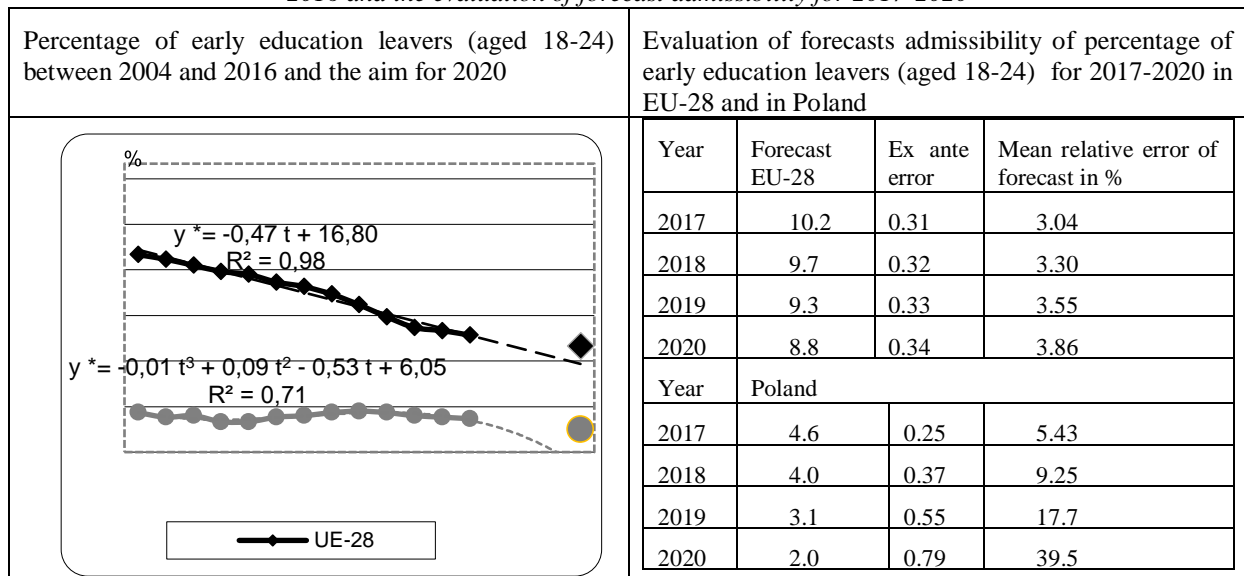 2016 and the evaluation of forecast admissibility for 2017-2020
Percentage of early education leavers (aged 18-24)
between 2004 and 2016 and the aim for 2020
Evaluation of forecasts admissibility of percentage of
early education leavers (aged 18-24) for 2017-2020 in
EU-28 and in Poland
%
y *= -0,47 t + 16,80
R² = 0,98
y *= -0,01 t³ + 0,09 t² - 0,53 t + 6,05
R² = 0,71
UE-28
Year Forecast Ex ante Mean relative error of
EU-28 error forecast in %
2017 10.2 0.31 3.04
2018 9.7 0.32 3.30
2019 9.3 0.33 3.55
2020 8.8 0.34 3.86
Year Poland
2017 4.6 0.25 5.43
2018 4.0 0.37 9.25
2019 3.1 0.55 17.7
2020 2.0 0.79 39.5